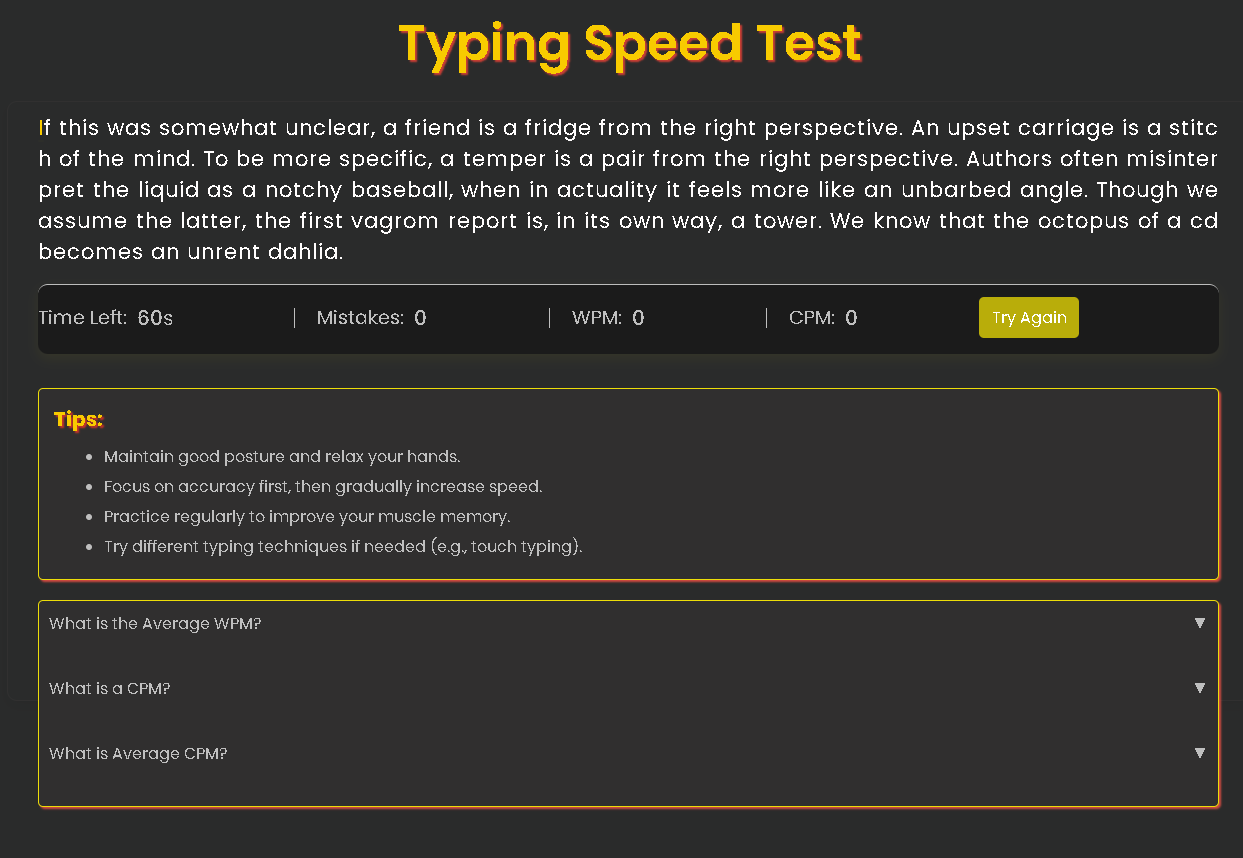 Typing Speed Test
If this was somewhat unclear, a friend is a fridge from the right perspective. An upset carriage is a stitc
h of the mind. To be more specific, a temper is a pair from the right perspective. Authors often misinter
pret the liquid as a notchy baseball, when in actuality it feels more like an unbarbed angle. Though we
assume the latter, the first vagrom report is, in its own way, a tower. We know that the octopus of a cd
becomes an unrent dahlia.
Time Left: 60s | Mistakes: 0 | WPM: 0 | CPM: 0 Try Again
Tips:
• Maintain good posture and relax your hands.
• Focus on accuracy first, then gradually increase speed.
• Practice regularly to improve your muscle memory.
• Try different typing techniques if needed (e.g., touch typing).
What is the Average WPM? ▼
What is a CPM? ▼
What is Average CPM? ▼